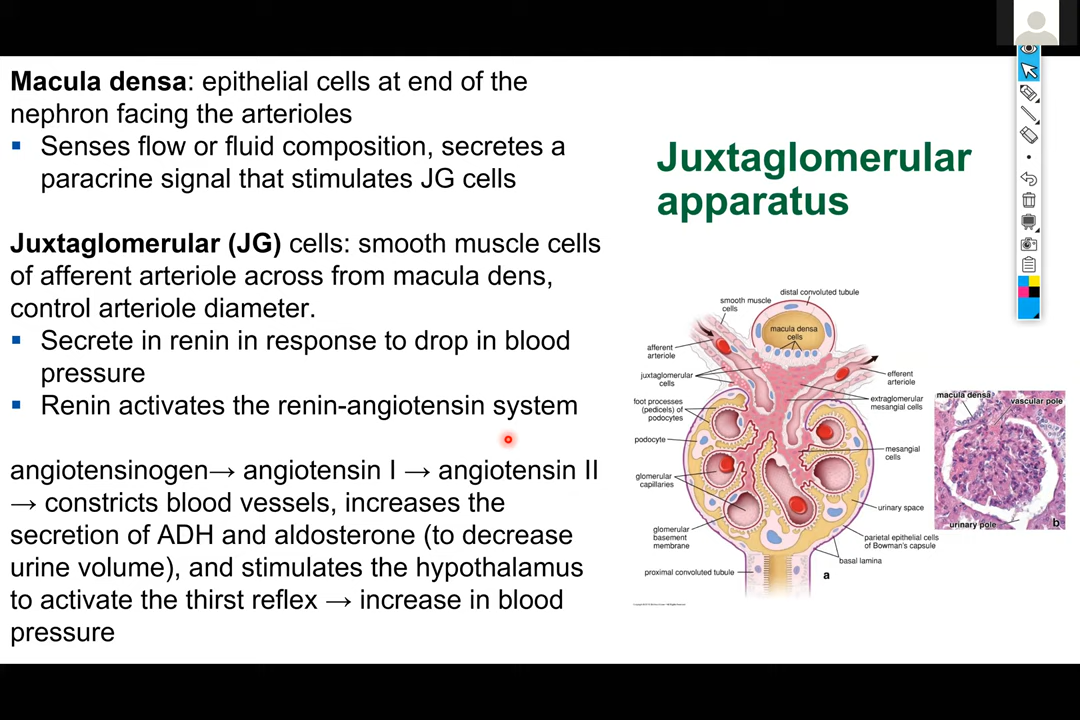 Macula densa: epithelial cells at end of the
nephron facing the arterioles
▪ Senses flow or fluid composition, secretes a
paracrine signal that stimulates JG cells
Juxtaglomerular (JG) cells: smooth muscle cells
of afferent arteriole across from macula dens,
control arteriole diameter.
▪ Secrete in renin in response to drop in blood
pressure
▪ Renin activates the renin-angiotensin system
angiotensinogen→ angiotensin I → angiotensin II
→ constricts blood vessels, increases the
secretion of ADH and aldosterone (to decrease
urine volume), and stimulates the hypothalamus
to activate the thirst reflex → increase in blood
pressure
Juxtaglomerular
apparatus
distal convoluted tubule
smooth muscle
cells
macula densa
cells
afferent
arteriole
juxtaglomerular
cells
efferent
arteriole
foot processes
(pedicels) of
podocytes
extraglomerular
mesangial cells
podocyte
mesangial
cells
glomerular
capillaries
urinary space
glomerular
basement
membrane
parietal epithelial cells
of Bowman's capsule
basal lamina
proximal convoluted tubule
a
macula densa
vascular pole
urinary pole
b